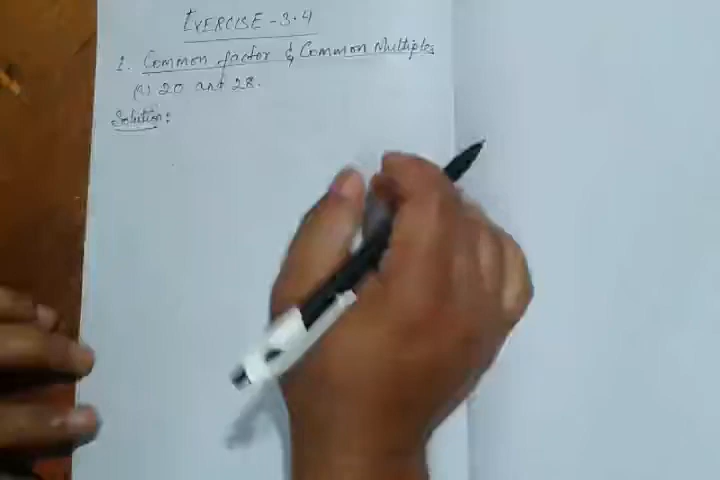 EXERCISE - 3.4
1. Common factor & Common Multiples
(a) 20 and 28.
Solution: